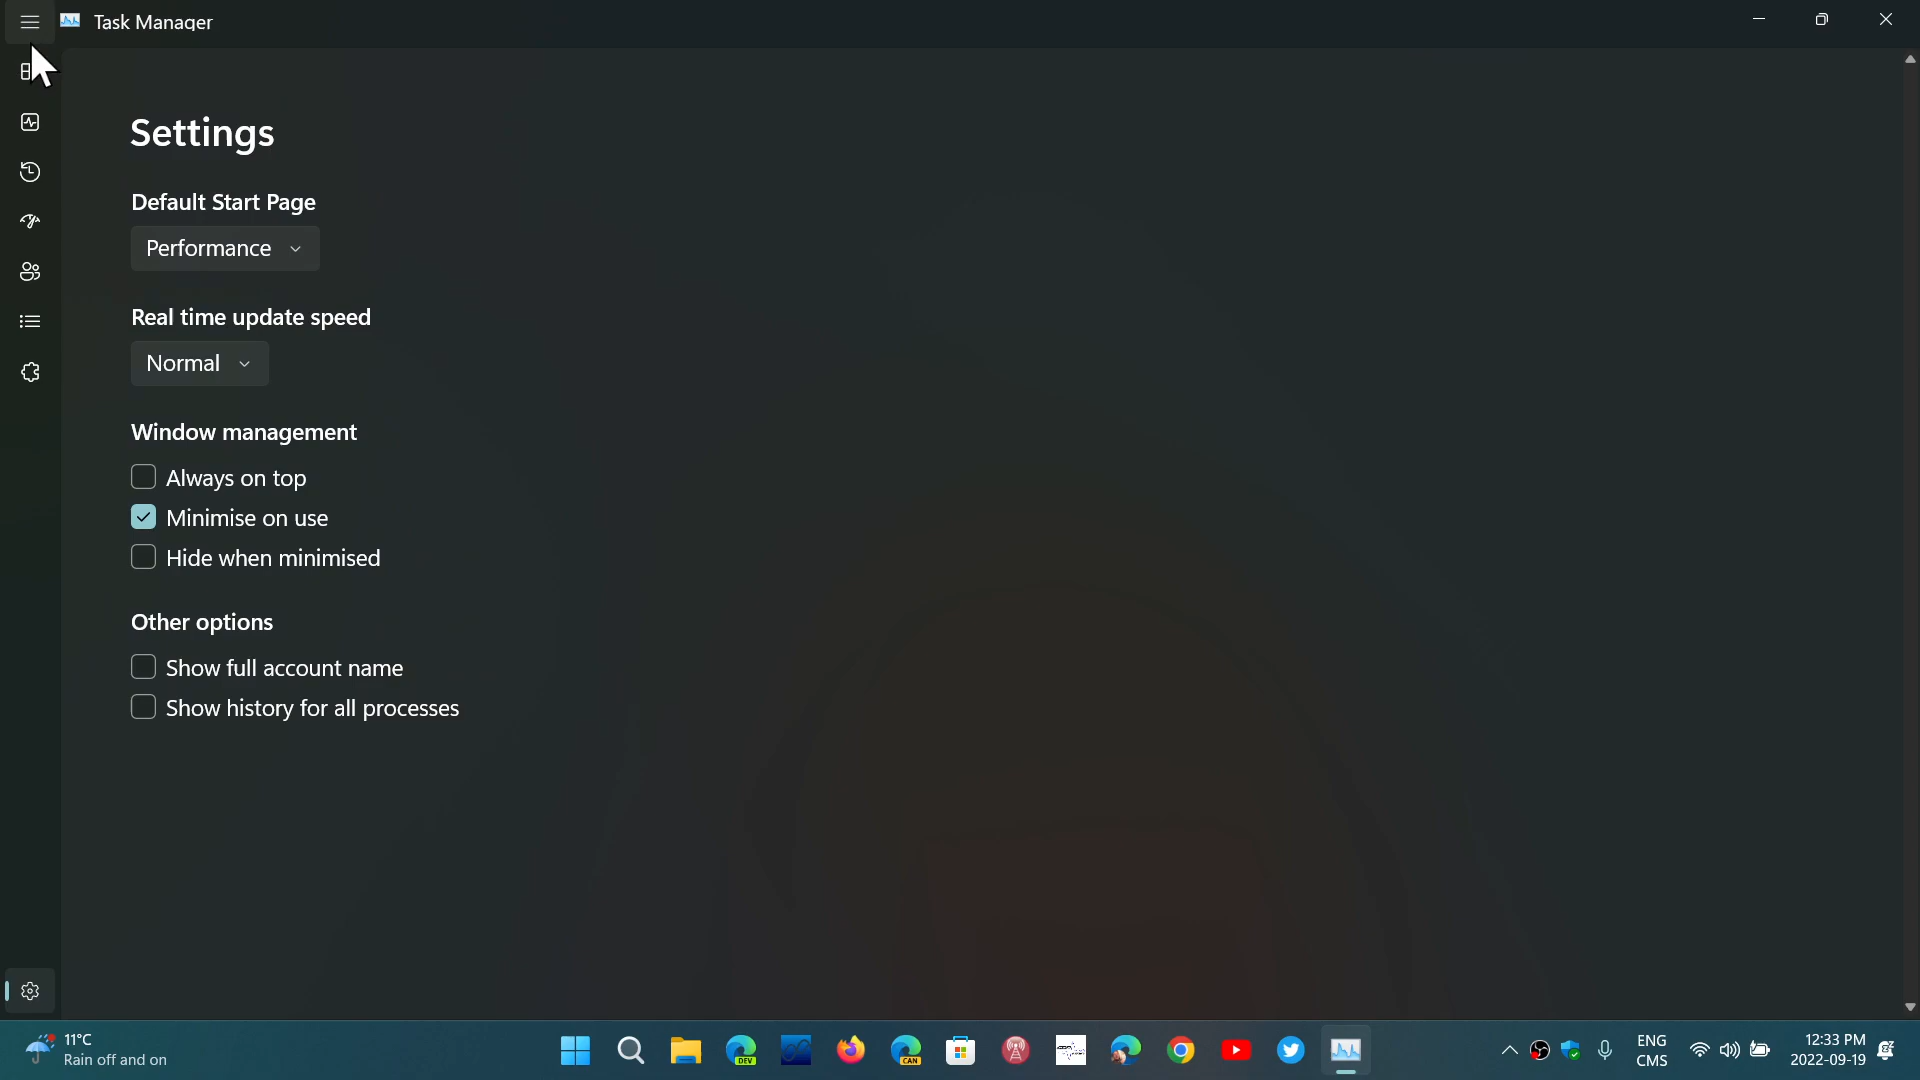 Task Manager
Settings
Default Start Page
Performance
Real time update speed
Normal
Window management
Always on top
Minimise on use
Hide when minimised
Other options
Show full account name
Show history for all processes
11°C
Rain off and on
DEV
CAN
ENG
CMS
12:33 PM
2022-09-19